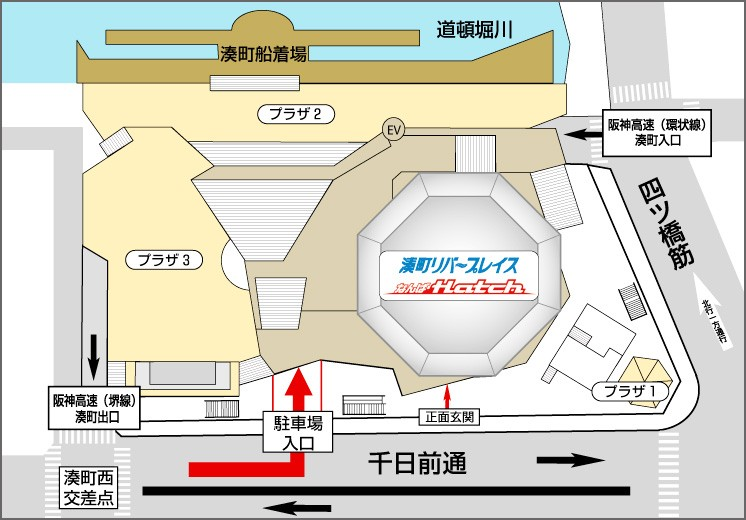 道頓堀川
湊町船着場
プラザ2
EV
阪神高速（環状線）
湊町入口
四ツ橋筋
プラザ3
湊町リバープレイス
なんばHatch
北行一方通行
プラザ1
阪神高速（堺線）
湊町出口
駐車場
入口
正面玄関
千日前通
湊町西
交差点